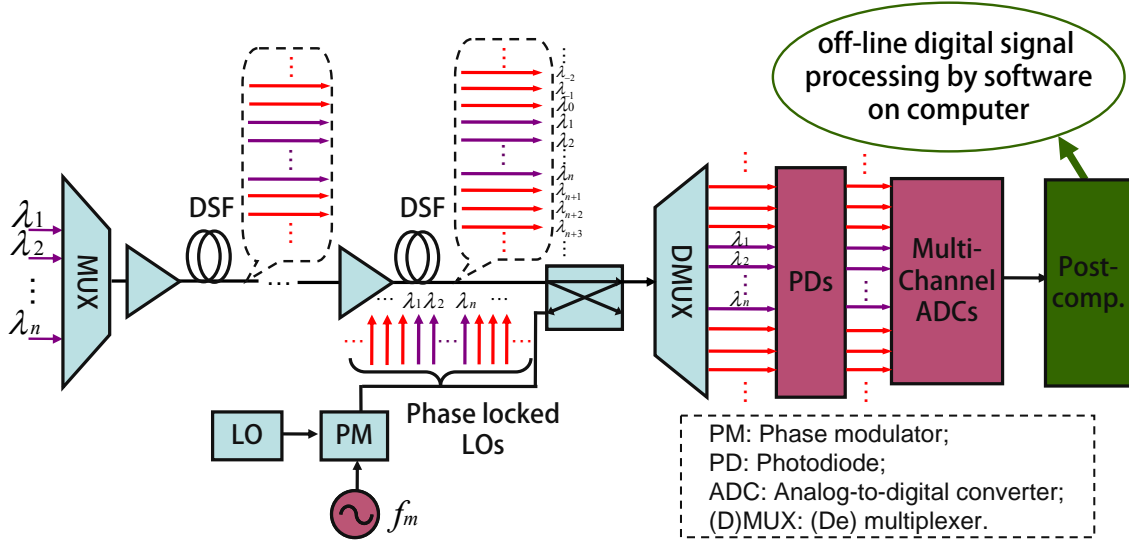 off-line digital signal
processing by software
on computer
λ₋₂
λ₋₁
λ₀
λ₁
λ₂
λₙ
λₙ₊₁
λₙ₊₂
λₙ₊₃
λ₁
λ₂
λₙ
MUX
DSF
DSF
λ₁ λ₂ λₙ
Phase locked
LOs
LO
PM
fₘ
DMUX
λ₁
λ₂
λₙ
PDs
Multi-
Channel
ADCs
Post-
comp.
PM: Phase modulator;
PD: Photodiode;
ADC: Analog-to-digital converter;
(D)MUX: (De) multiplexer.